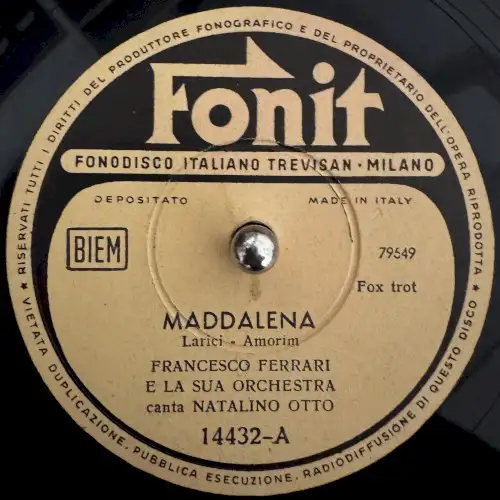 ★ RISERVATI TUTTI I DIRITTI DEL PRODUTTORE FONOGRAFICO E DEL PROPRIETARIO DELL'OPERA RIPRODOTTA ★
Fonit
FONODISCO ITALIANO TREVISAN · MILANO
DEPOSITATO MADE IN ITALY
BIEM
79549
Fox trot
MADDALENA
Larici - Amorim
FRANCESCO FERRARI
E LA SUA ORCHESTRA
canta NATALINO OTTO
14432-A
VIETATA DUPLICAZIONE, PUBBLICA ESECUZIONE, RADIODIFFUSIONE DI QUESTO DISCO